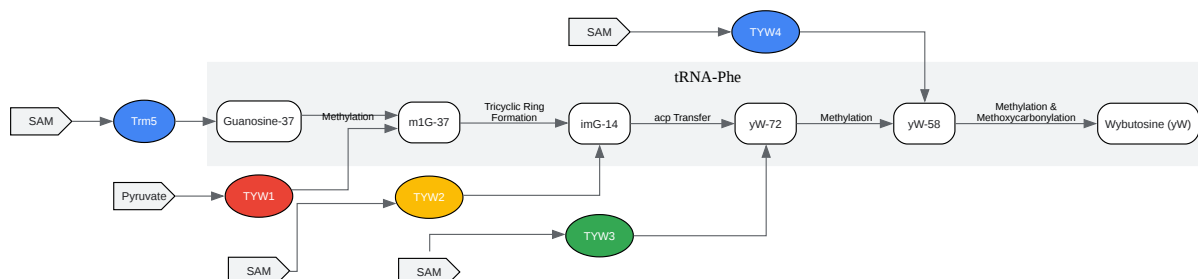 SAM
TYW4
tRNA-Phe
SAM
Trm5
Guanosine-37
Methylation
m1G-37
Tricyclic Ring
Formation
imG-14
acp Transfer
yW-72
Methylation
yW-58
Methylation &
Methoxycarbonylation
Wybutosine (yW)
Pyruvate
TYW1
TYW2
TYW3
SAM
SAM